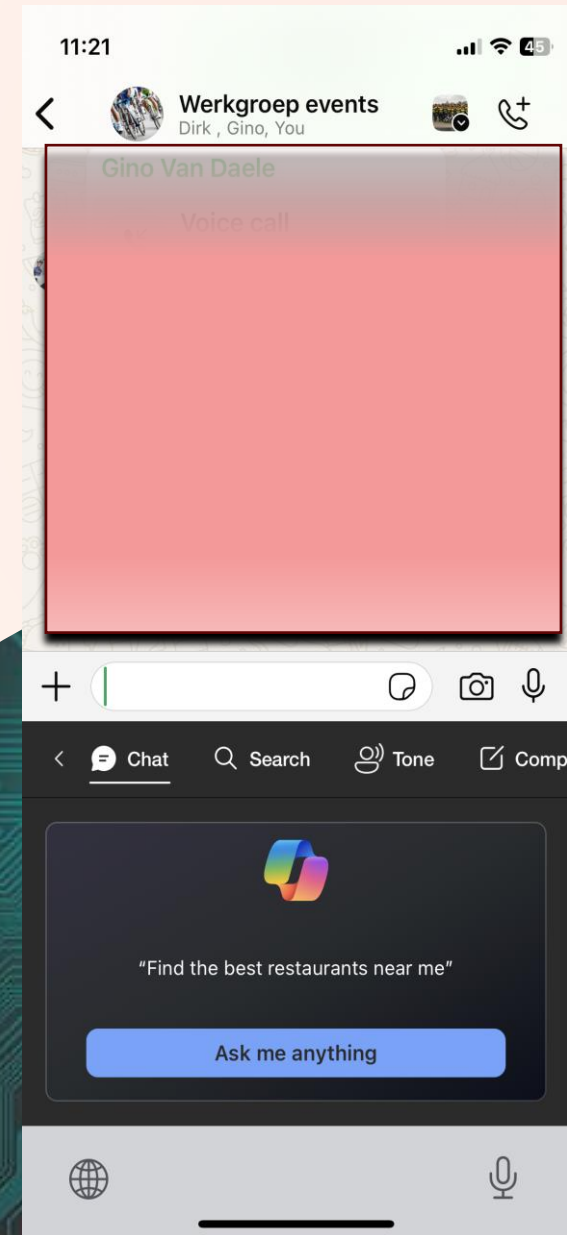 11:21
45
Werkgroep events
Dirk , Gino, You
Gino Van Daele
Voice call
Chat
Search
Tone
Comp
"Find the best restaurants near me"
Ask me anything